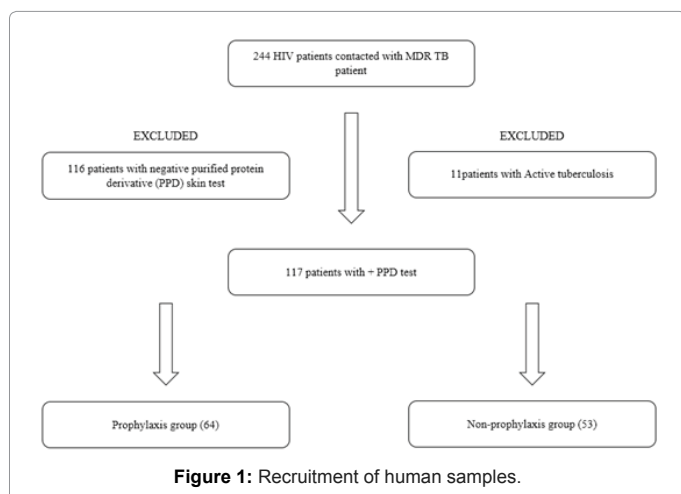 244 HIV patients contacted with MDR TB
patient
EXCLUDED
EXCLUDED
116 patients with negative purified protein
derivative (PPD) skin test
11patients with Active tuberculosis
117 patients with + PPD test
Prophylaxis group (64)
Non-prophylaxis group (53)
Figure 1: Recruitment of human samples.